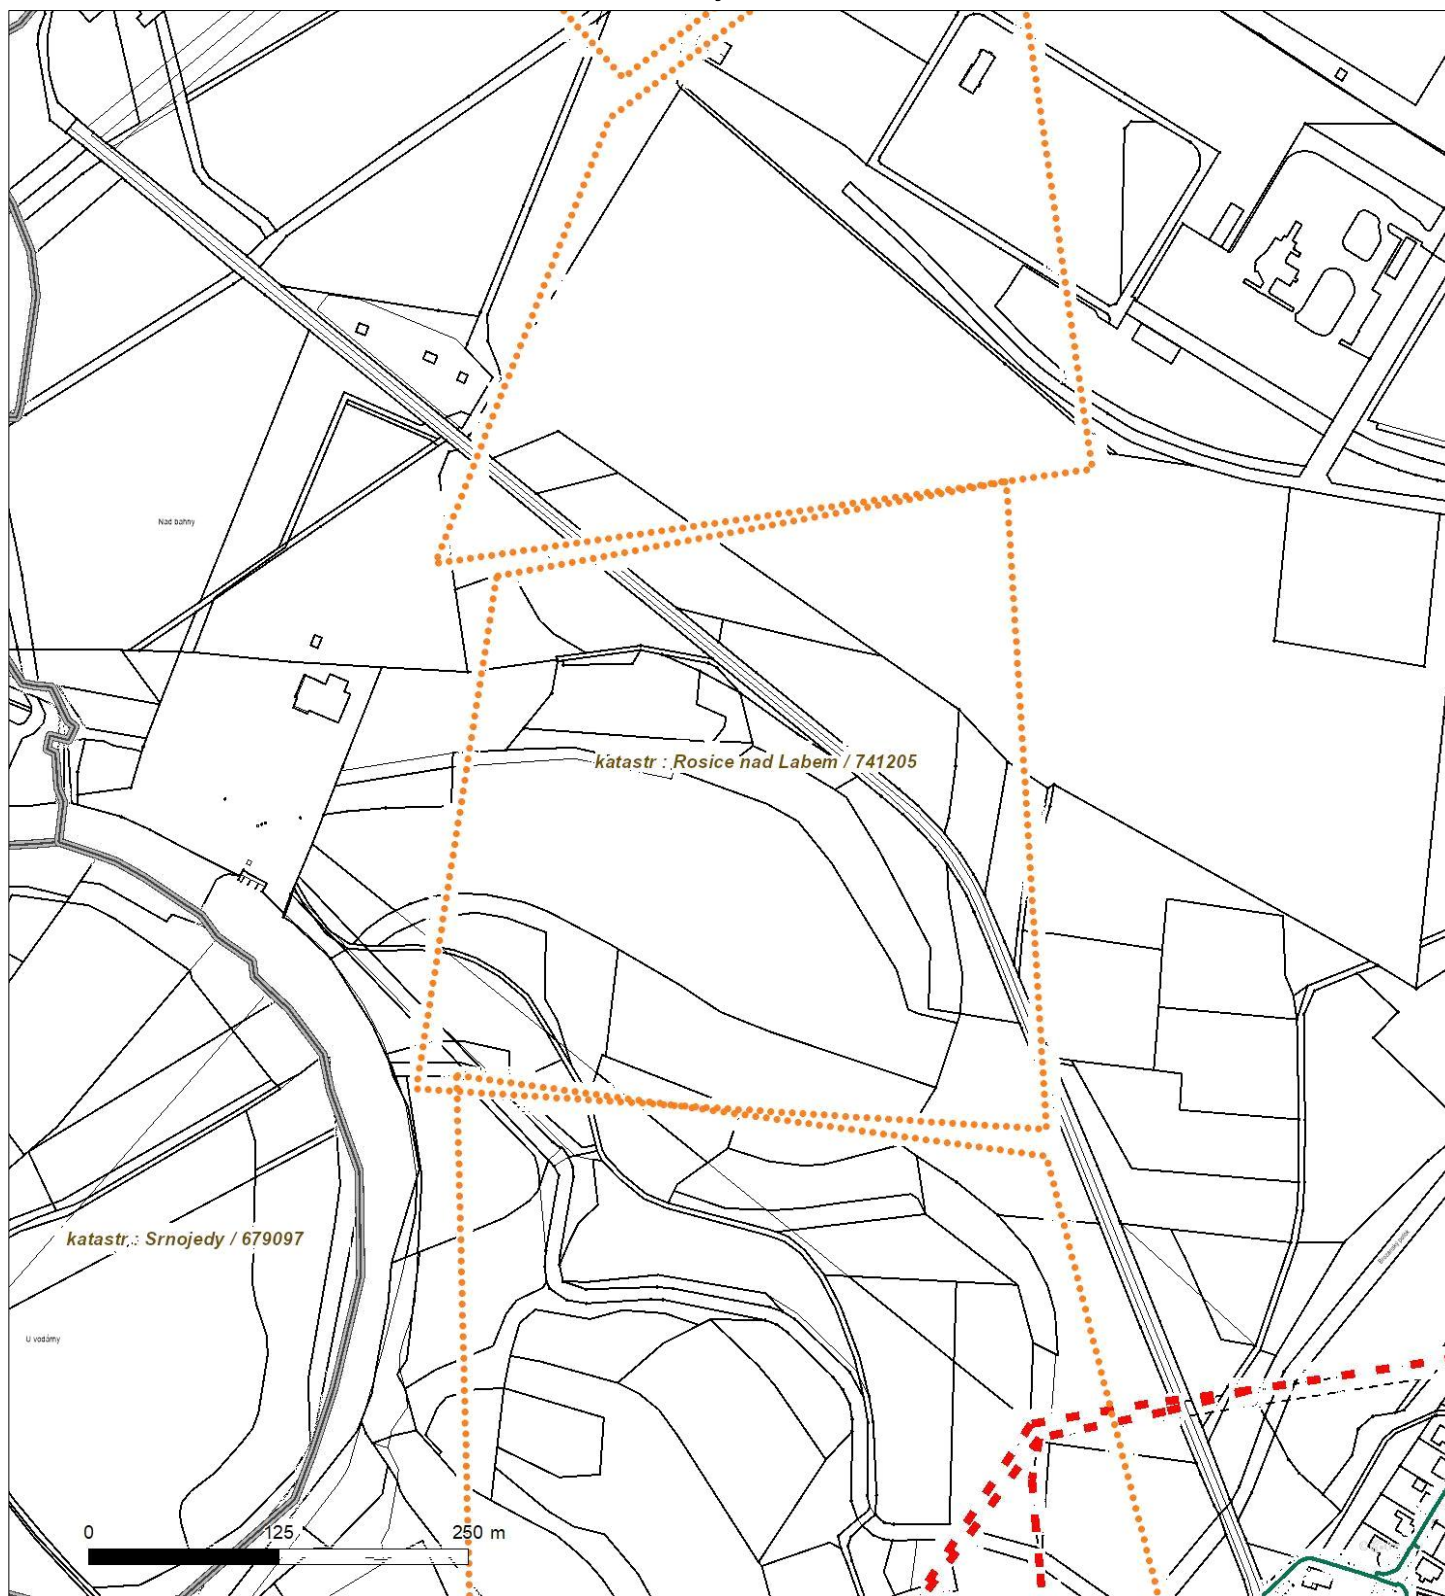 Nad bahny
katastr : Rosice nad Labem / 741205
katastr : Srnojedy / 679097
U vodárny
0 125 250 m